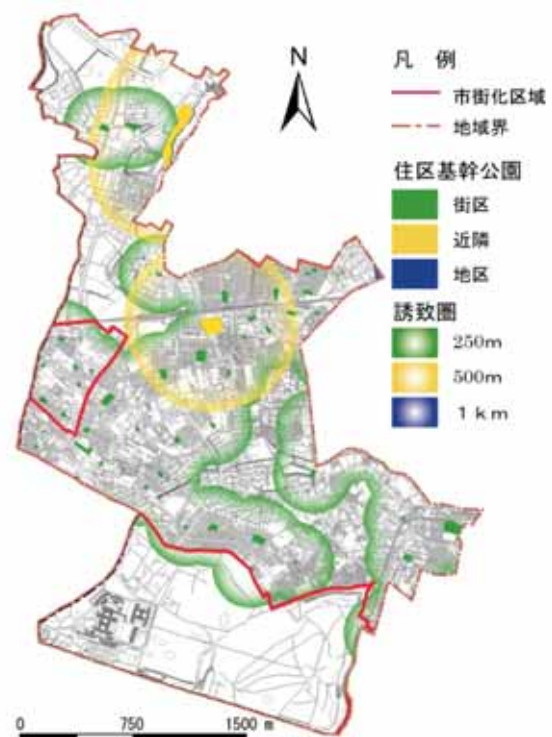 N
凡 例
市街化区域
地域界
住区基幹公園
街区
近隣
地区
誘致圏
250m
500m
1km
0 750 1500 m